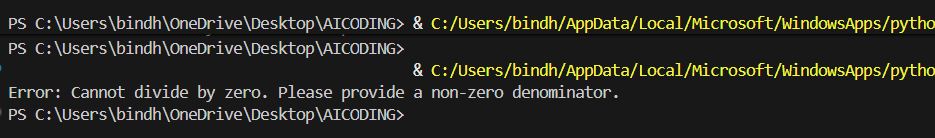 PS C:\Users\bindh\OneDrive\Desktop\AICODING> & C:/Users/bindh/AppData/Local/Microsoft/WindowsApps/pytho
PS C:\Users\bindh\OneDrive\Desktop\AICODING>
& C:/Users/bindh/AppData/Local/Microsoft/WindowsApps/pytho
Error: Cannot divide by zero. Please provide a non-zero denominator.
PS C:\Users\bindh\OneDrive\Desktop\AICODING>